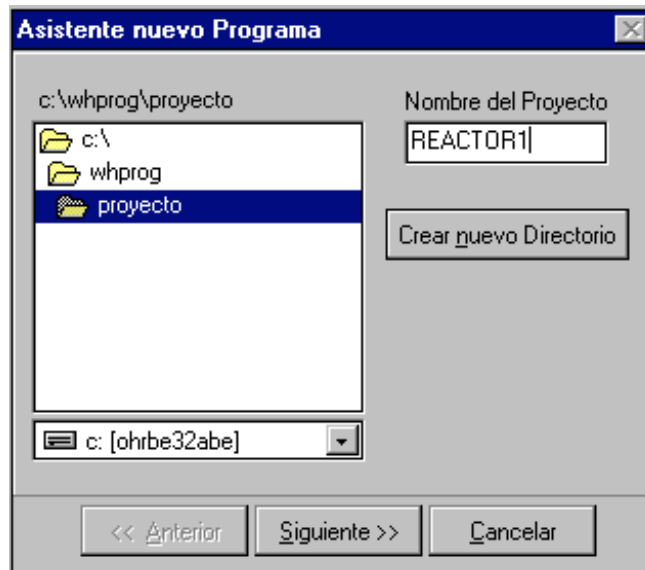 Asistente nuevo Programa
c:\whprog\proyecto
c:\
whprog
proyecto
c: [ohrbe32abe]
Nombre del Proyecto
REACTOR1
Crear nuevo Directorio
<< Anterior
Siguiente >>
Cancelar